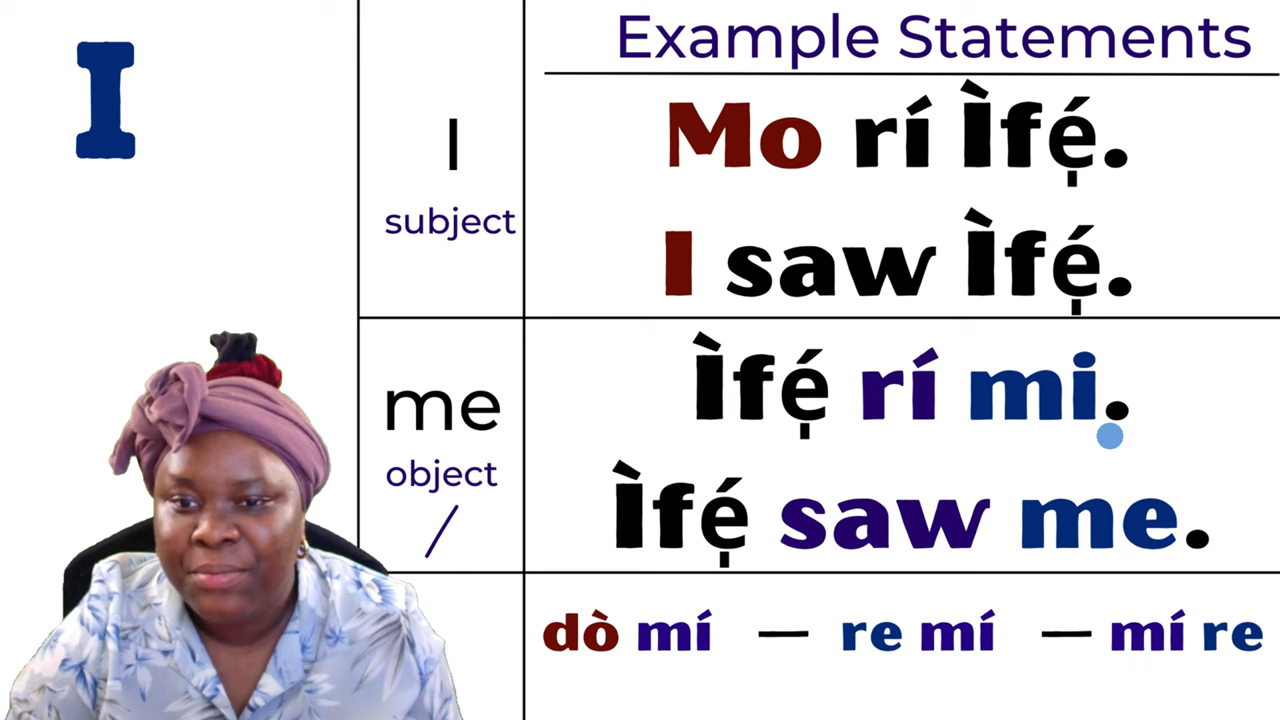 I
Example Statements
I
subject
Mo rí Ìfẹ́.
I saw Ìfẹ́.
me
object
/
Ìfẹ́ rí mi.
Ìfẹ́ saw me.
dò mí — re mí — mí re